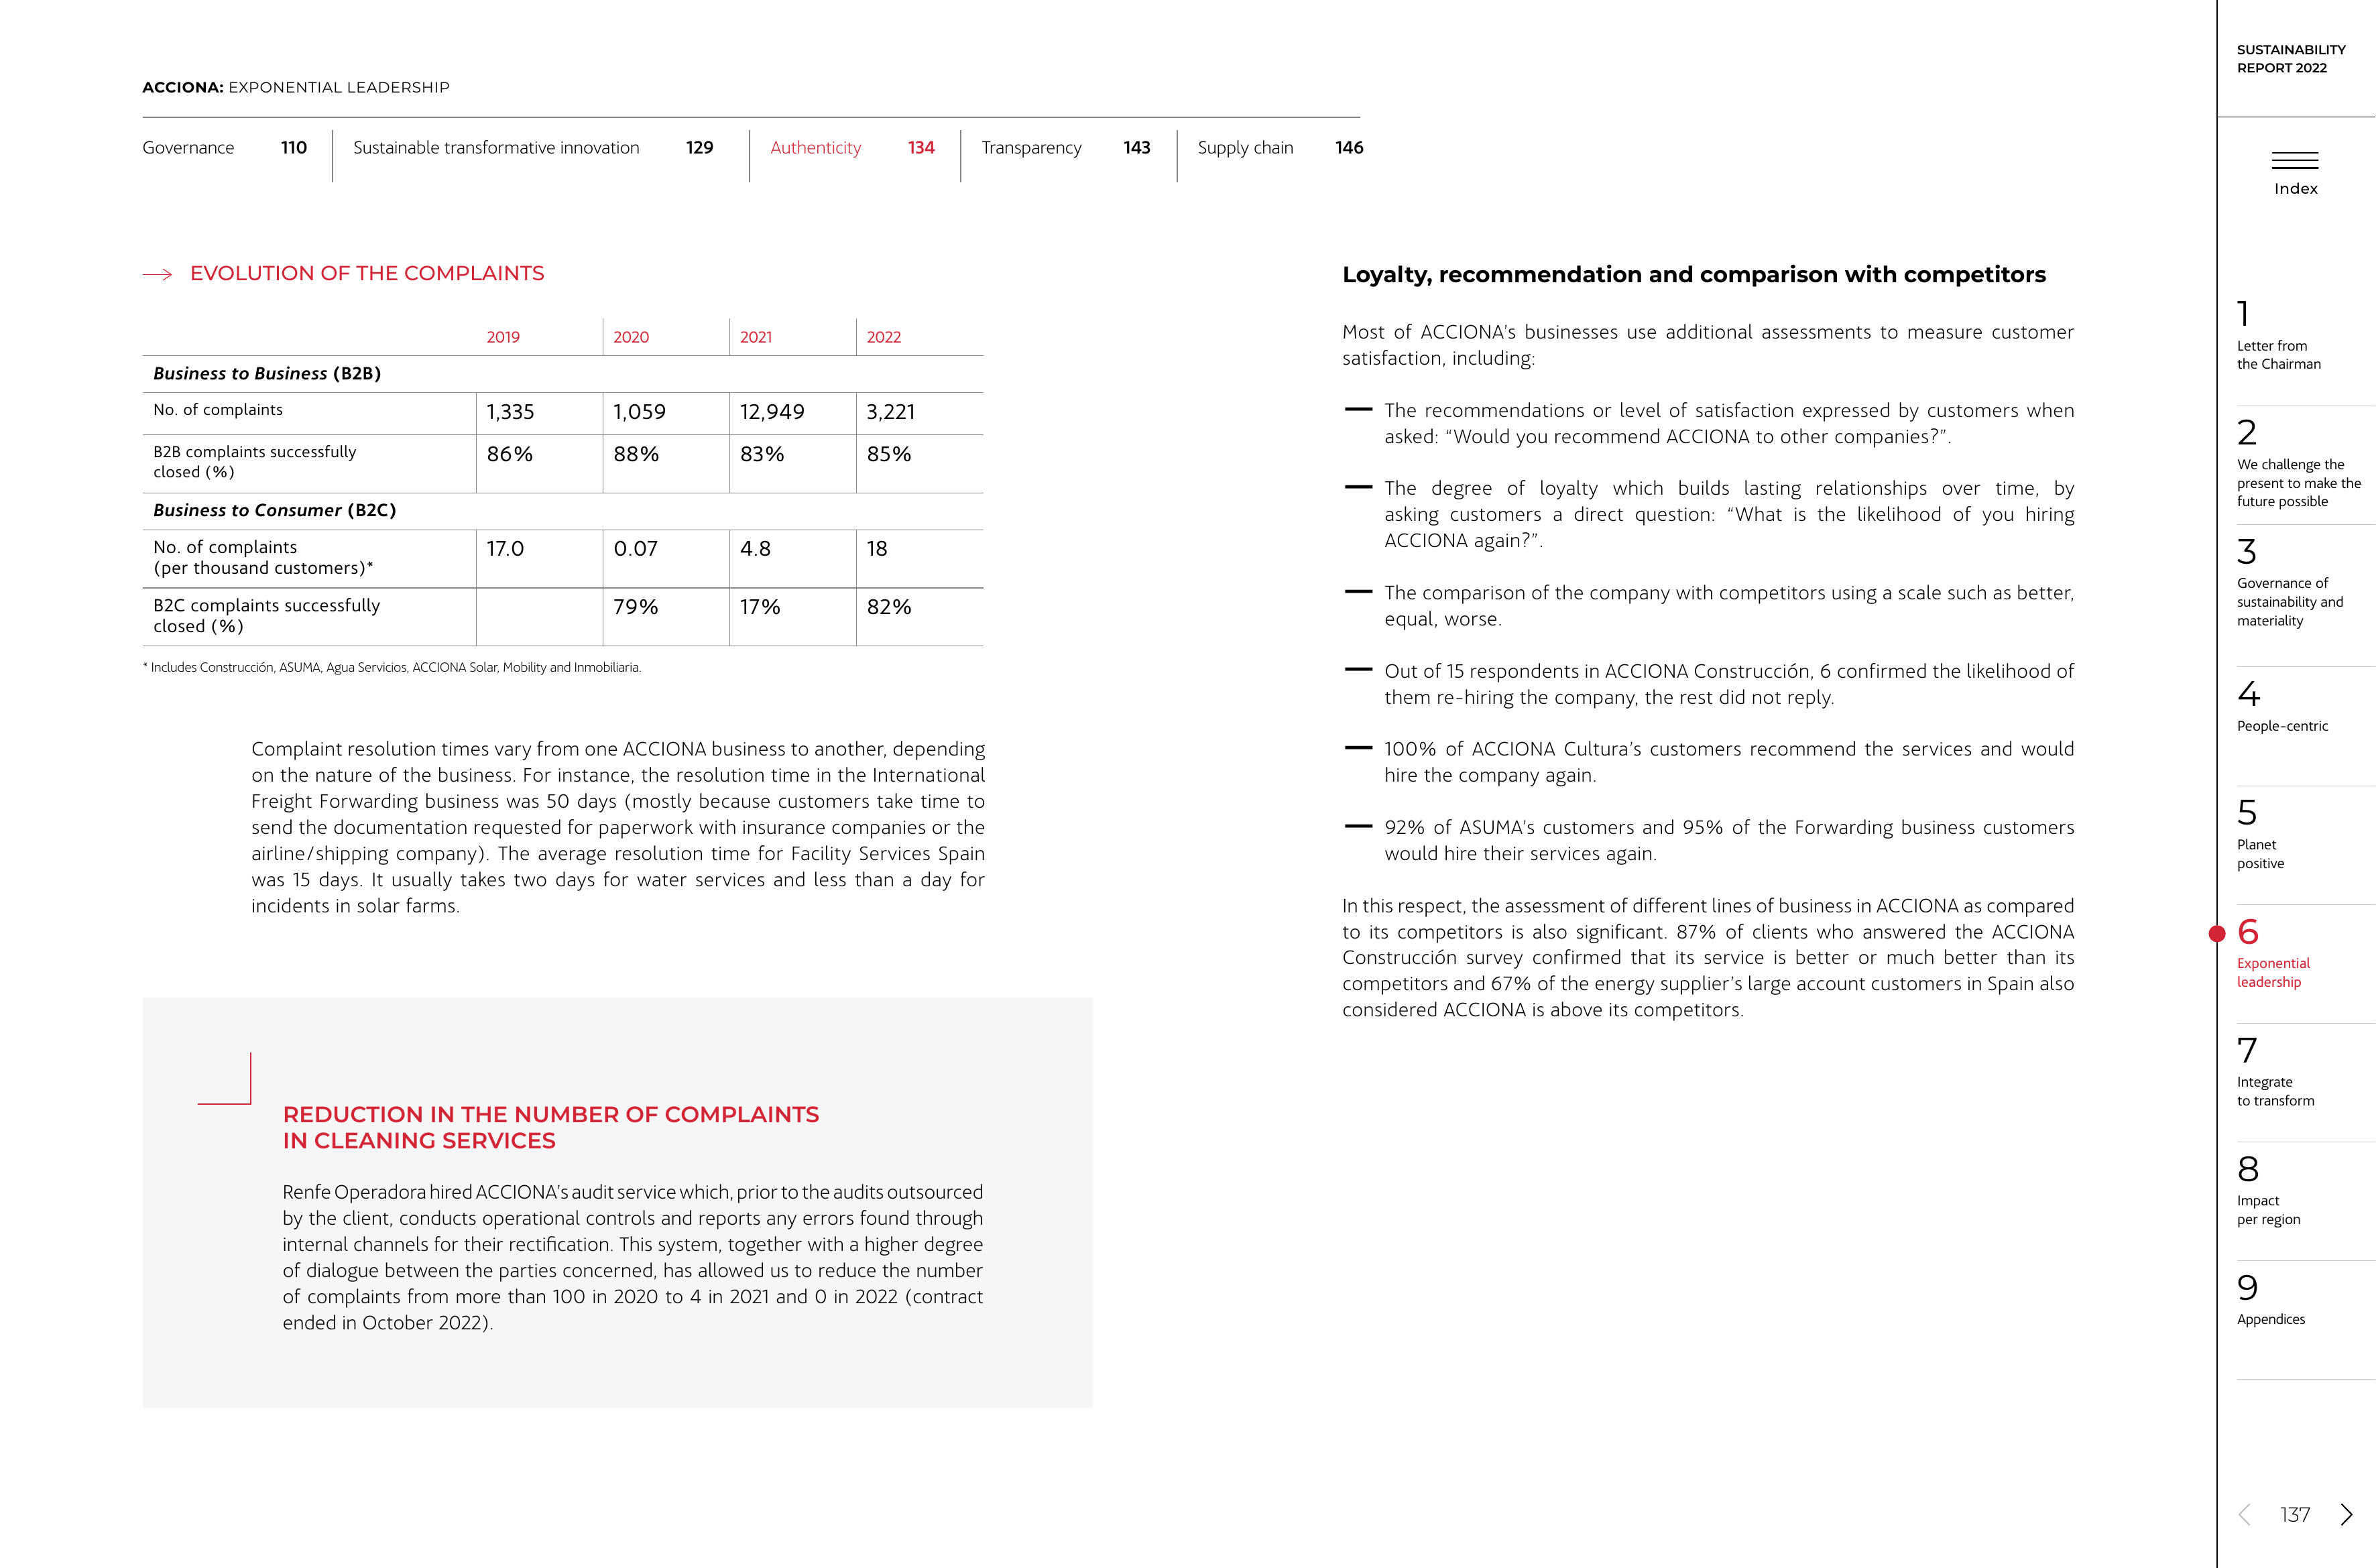 ACCIONA: EXPONENTIAL LEADERSHIP
Governance 110 Sustainable transformative innovation 129 Authenticity 134 Transparency 143 Supply chain 146
EVOLUTION OF THE COMPLAINTS
2019 2020 2021 2022
Business to Business (B2B)
No. of complaints 1,335 1,059 12,949 3,221
B2B complaints successfully
closed (%) 86% 88% 83% 85%
Business to Consumer (B2C)
No. of complaints
(per thousand customers)* 17.0 0.07 4.8 18
B2C complaints successfully
closed (%) 79% 17% 82%
* Includes Construcción, ASUMA, Agua Servicios, ACCIONA Solar, Mobility and Inmobiliaria.
Complaint resolution times vary from one ACCIONA business to another, depending
on the nature of the business. For instance, the resolution time in the International
Freight Forwarding business was 50 days (mostly because customers take time to
send the documentation requested for paperwork with insurance companies or the
airline/shipping company). The average resolution time for Facility Services Spain
was 15 days. It usually takes two days for water services and less than a day for
incidents in solar farms.
REDUCTION IN THE NUMBER OF COMPLAINTS
IN CLEANING SERVICES
Renfe Operadora hired ACCIONA's audit service which, prior to the audits outsourced
by the client, conducts operational controls and reports any errors found through
internal channels for their rectification. This system, together with a higher degree
of dialogue between the parties concerned, has allowed us to reduce the number
of complaints from more than 100 in 2020 to 4 in 2021 and 0 in 2022 (contract
ended in October 2022).
Loyalty, recommendation and comparison with competitors
Most of ACCIONA's businesses use additional assessments to measure customer
satisfaction, including:
— The recommendations or level of satisfaction expressed by customers when
asked: “Would you recommend ACCIONA to other companies?”.
— The degree of loyalty which builds lasting relationships over time, by
asking customers a direct question: “What is the likelihood of you hiring
ACCIONA again?”.
— The comparison of the company with competitors using a scale such as better,
equal, worse.
— Out of 15 respondents in ACCIONA Construcción, 6 confirmed the likelihood of
them re-hiring the company, the rest did not reply.
— 100% of ACCIONA Cultura's customers recommend the services and would
hire the company again.
— 92% of ASUMA's customers and 95% of the Forwarding business customers
would hire their services again.
In this respect, the assessment of different lines of business in ACCIONA as compared
to its competitors is also significant. 87% of clients who answered the ACCIONA
Construcción survey confirmed that its service is better or much better than its
competitors and 67% of the energy supplier's large account customers in Spain also
considered ACCIONA is above its competitors.
SUSTAINABILITY
REPORT 2022
Index
1
Letter from
the Chairman
2
We challenge the
present to make the
future possible
3
Governance of
sustainability and
materiality
4
People-centric
5
Planet
positive
6
Exponential
leadership
7
Integrate
to transform
8
Impact
per region
9
Appendices
137